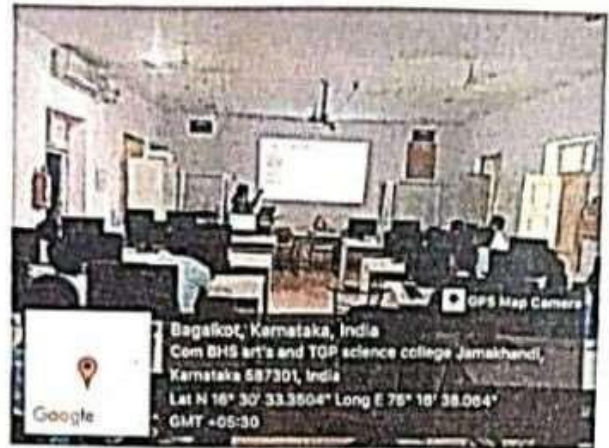 GPS Map Camera
Bagalkot, Karnataka, India
Com BHS art's and TGP science college Jamakhandi,
Karnataka 587301, India
Lat N 16° 30' 33.3504" Long E 75° 16' 38.064"
GMT +05:30
Google